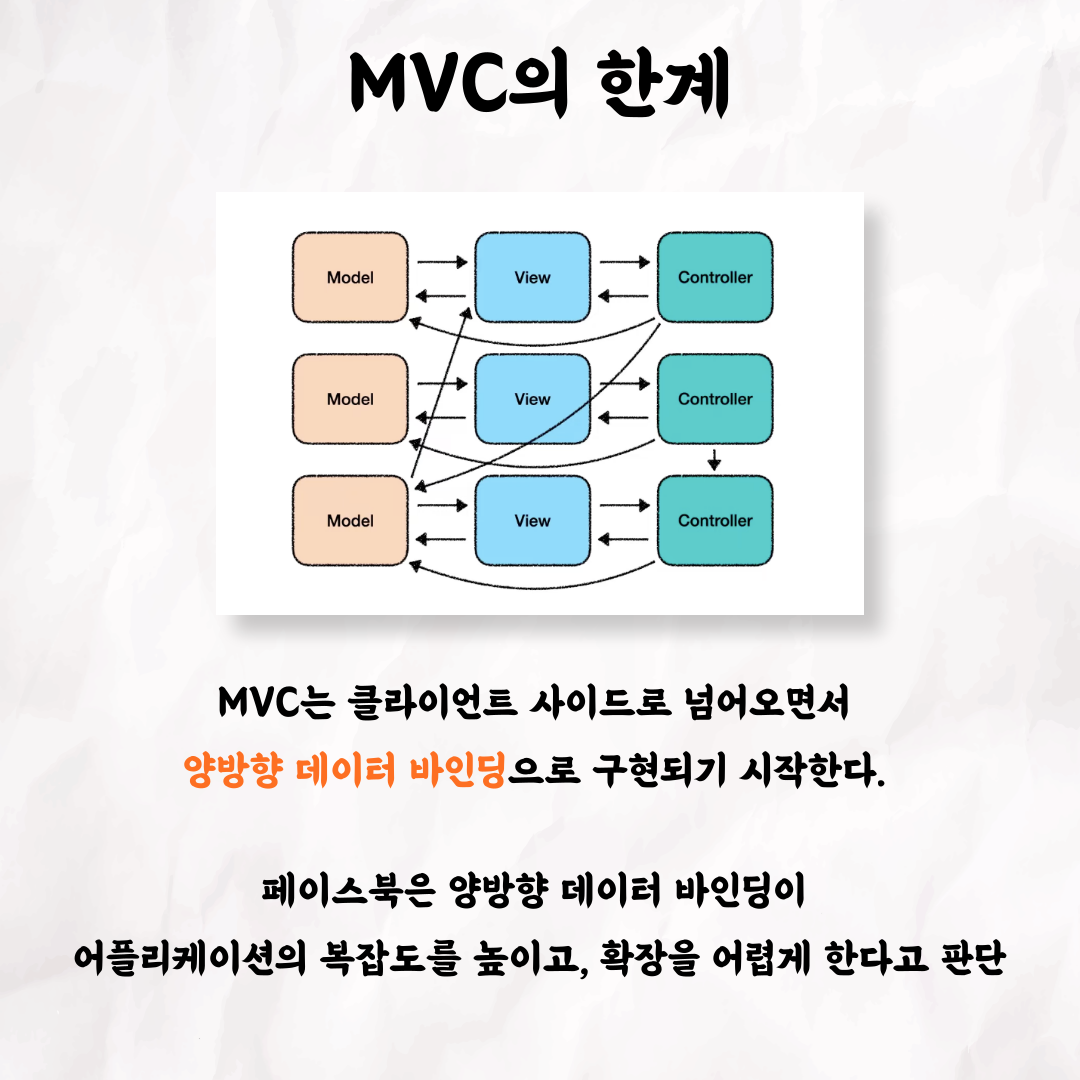 MVC의 한계
Model View Controller
Model View Controller
Model View Controller
MVC는 클라이언트 사이드로 넘어오면서
양방향 데이터 바인딩으로 구현되기 시작한다.
페이스북은 양방향 데이터 바인딩이
어플리케이션의 복잡도를 높이고, 확장을 어렵게 한다고 판단